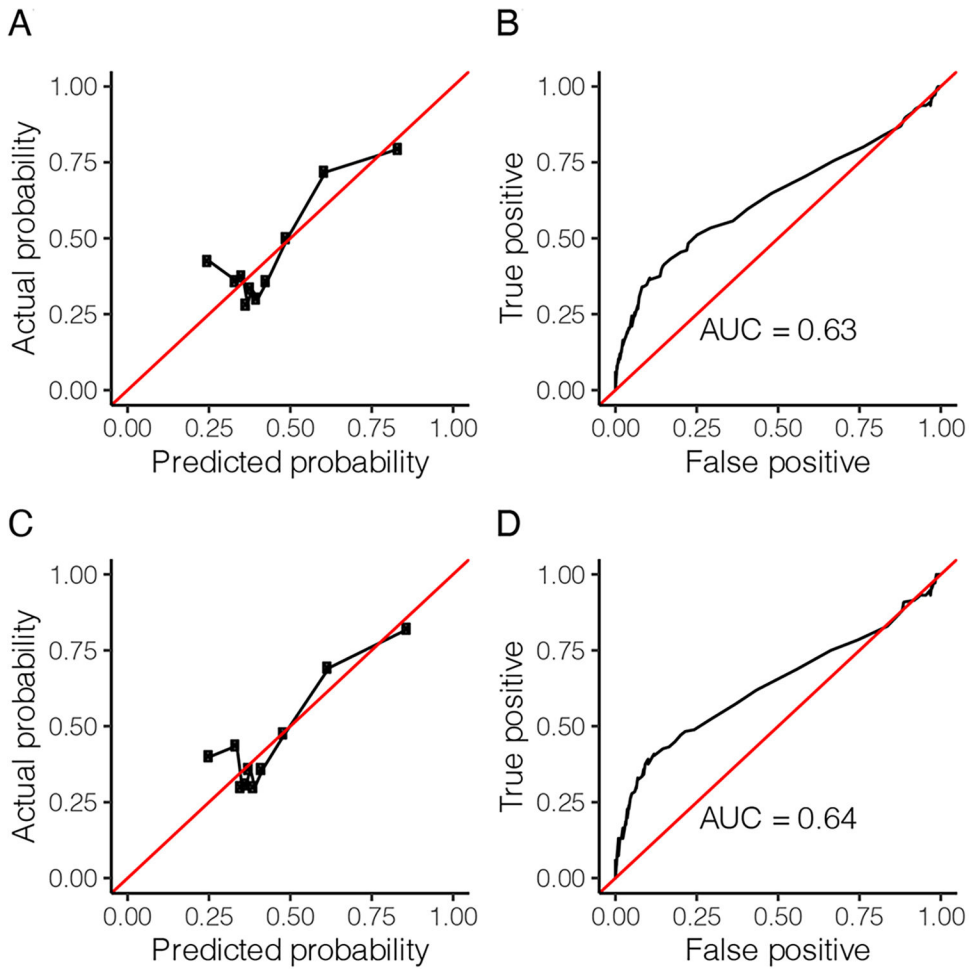 A
Actual probability
1.00
0.75
0.50
0.25
0.00
0.00 0.25 0.50 0.75 1.00
Predicted probability
B
True positive
1.00
0.75
0.50
0.25
0.00
AUC = 0.63
0.00 0.25 0.50 0.75 1.00
False positive
C
Actual probability
1.00
0.75
0.50
0.25
0.00
0.00 0.25 0.50 0.75 1.00
Predicted probability
D
True positive
1.00
0.75
0.50
0.25
0.00
AUC = 0.64
0.00 0.25 0.50 0.75 1.00
False positive